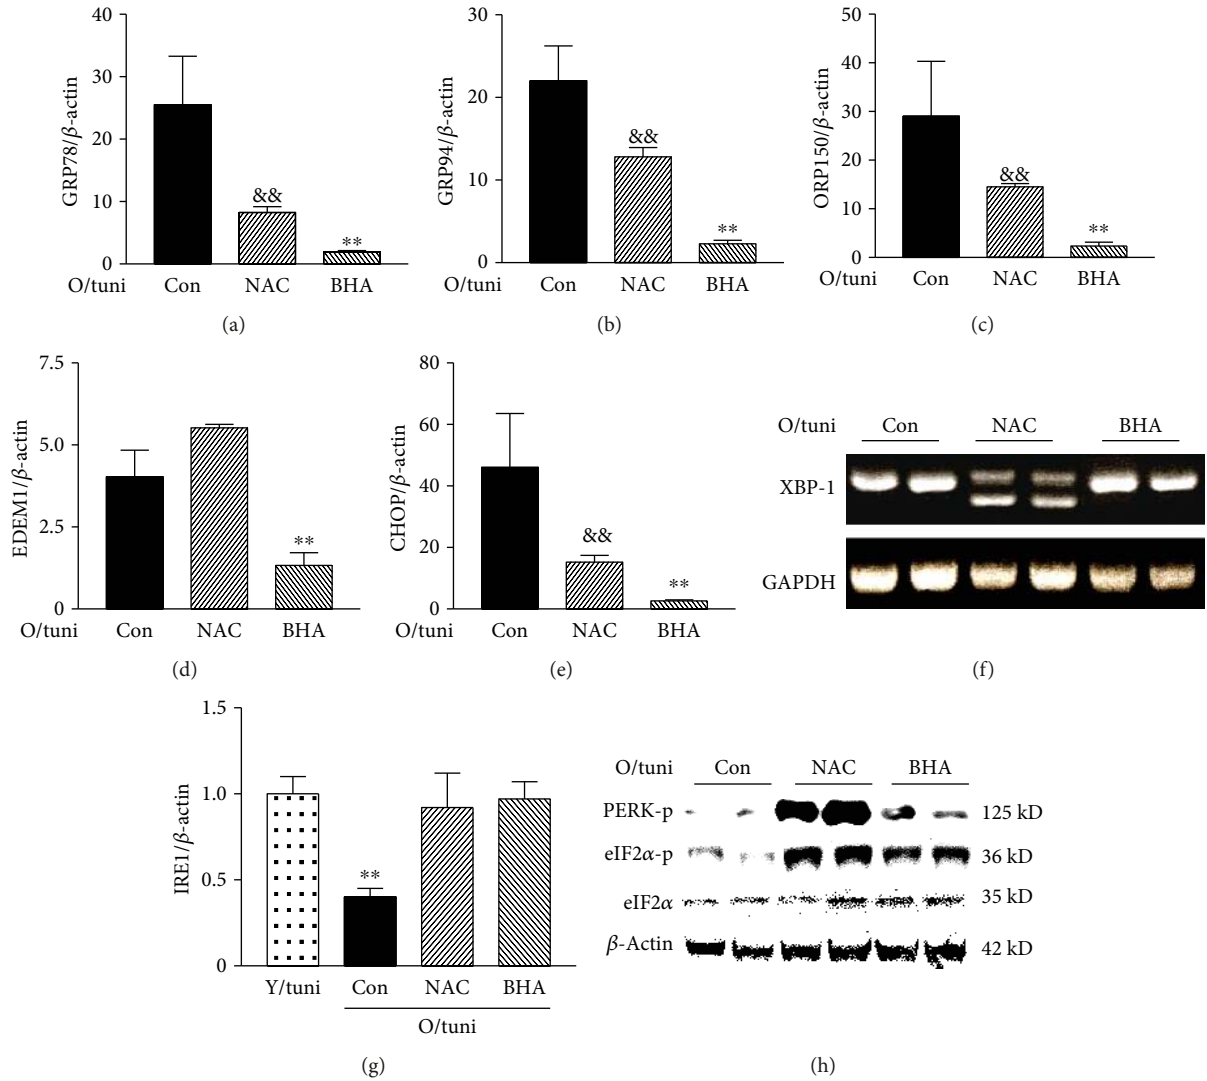 40
30
20
10
0
GRP78/β-actin
&&
**
O/tuni Con NAC BHA
(a)
30
20
10
0
GRP94/β-actin
&&
**
O/tuni Con NAC BHA
(b)
50
40
30
20
10
0
ORP150/β-actin
&&
**
O/tuni Con NAC BHA
(c)
7.5
5.0
2.5
0
EDEM1/β-actin
**
O/tuni Con NAC BHA
(d)
80
60
40
20
0
CHOP/β-actin
&&
**
O/tuni Con NAC BHA
(e)
O/tuni Con NAC BHA
XBP-1
GAPDH
(f)
1.5
1.0
0.5
0
IRE1/β-actin
**
Y/tuni Con NAC BHA
O/tuni
(g)
O/tuni Con NAC BHA
PERK-p 125 kD
eIF2α-p 36 kD
eIF2α 35 kD
β-Actin 42 kD
(h)